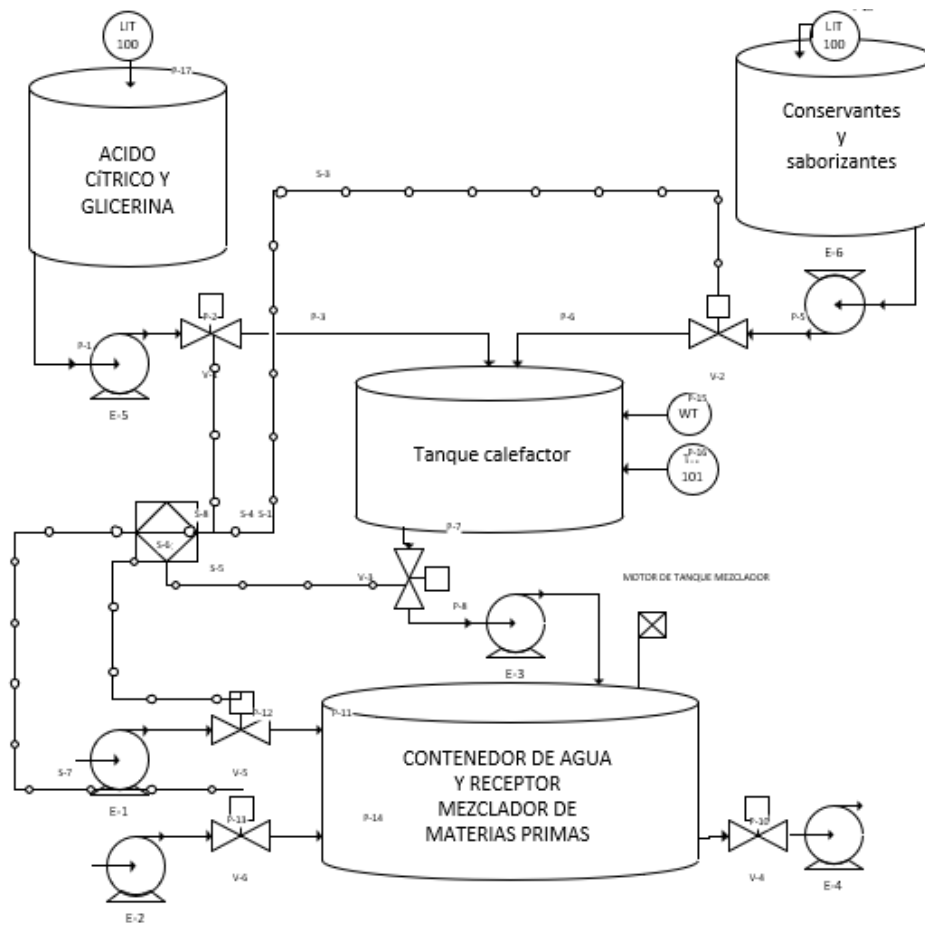 LIT
100
P-17
LIT
100
ACIDO
CíTRICO Y
GLICERINA
Conservantes
y
saborizantes
S-3
E-6
P-1
P-2
P-3
P-6
P-5
E-5
V-2
Tanque calefactor
P-15
WT
P-16
101
S-8
S-4
S-1
S-6
P-7
S-5
V-3
MOTOR DE TANQUE MEZCLADOR
P-8
E-3
P-12
P-11
CONTENEDOR DE AGUA
Y RECEPTOR
MEZCLADOR DE
MATERIAS PRIMAS
S-7
V-5
E-1
P-13
P-14
P-10
V-6
V-4
E-4
E-2